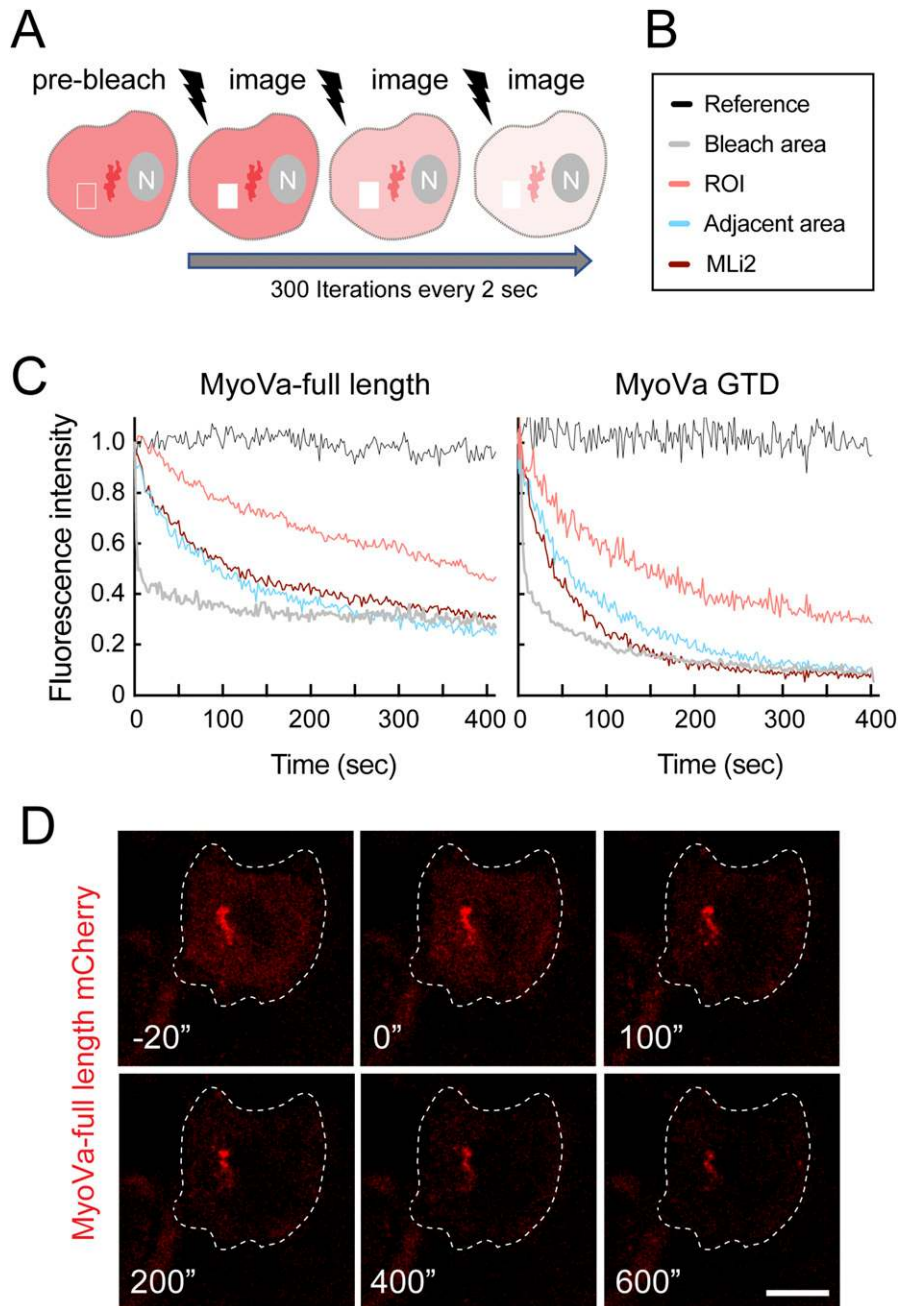 A
pre-bleach image image image
N N N N
300 Iterations every 2 sec
B
Reference
Bleach area
ROI
Adjacent area
MLi2
C
MyoVa-full length
Fluorescence intensity
1.0
0.8
0.6
0.4
0.2
0
0 100 200 300 400
Time (sec)
MyoVa GTD
0 100 200 300 400
Time (sec)
D
MyoVa-full length mCherry
-20”
0”
100”
200”
400”
600”